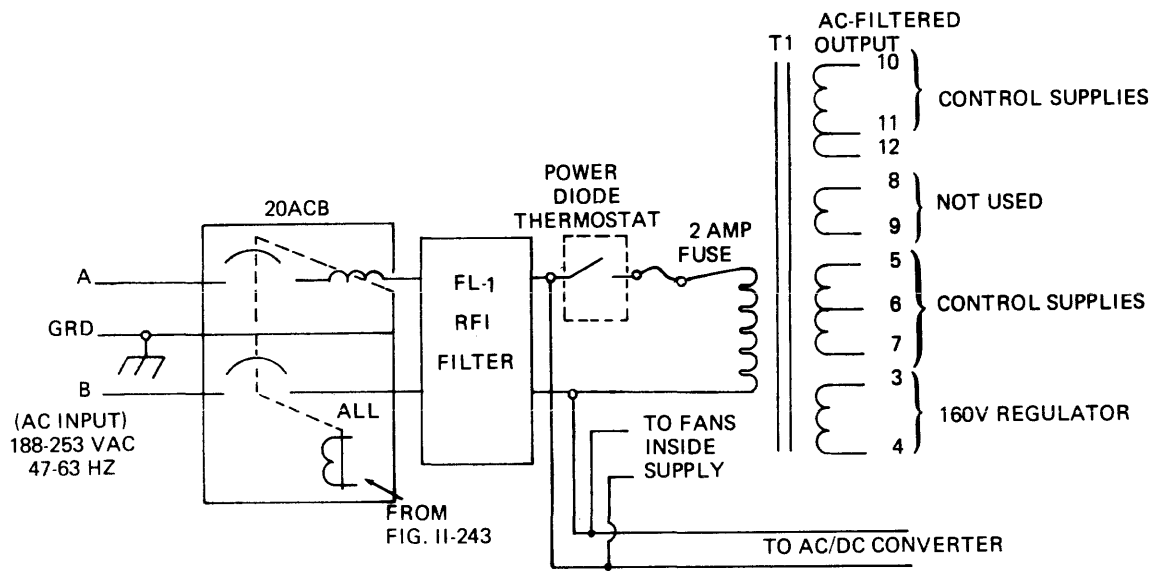 AC-FILTERED
T1 OUTPUT
10
11
12
CONTROL SUPPLIES
8
9
NOT USED
5
6
7
CONTROL SUPPLIES
3
4
160V REGULATOR
POWER
DIODE
THERMOSTAT
2 AMP
FUSE
20ACB
A
GRD
B
(AC INPUT)
188-253 VAC
47-63 HZ
ALL
FROM
FIG. II-243
FL-1
RFI
FILTER
TO FANS
INSIDE
SUPPLY
TO AC/DC CONVERTER